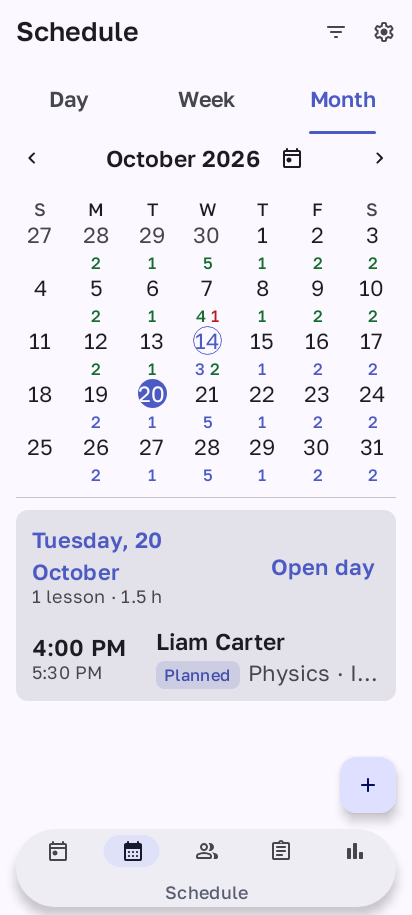 Schedule
Day Week Month
October 2026
S M T W T F S
27 28 29 30 1 2 3
2 1 5 1 2 2
4 5 6 7 8 9 10
2 1 4 1 1 2 2
11 12 13 14 15 16 17
2 1 3 2 1 2 2
18 19 20 21 22 23 24
2 1 5 1 2 2
25 26 27 28 29 30 31
2 1 5 1 2 2
Tuesday, 20
October
Open day
1 lesson · 1.5 h
4:00 PM Liam Carter
5:30 PM Planned Physics · I…
Schedule